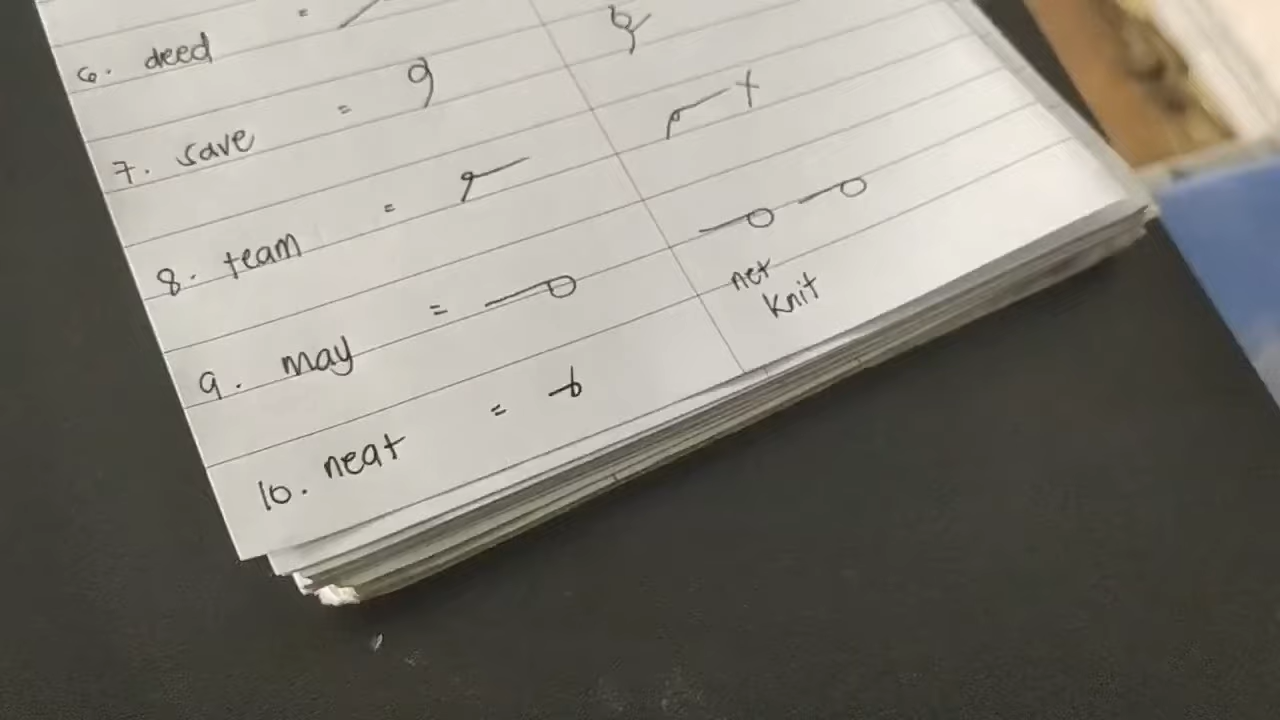 6. deed =
7. save =
8. team =
9. may =
10. neat =
net
knit